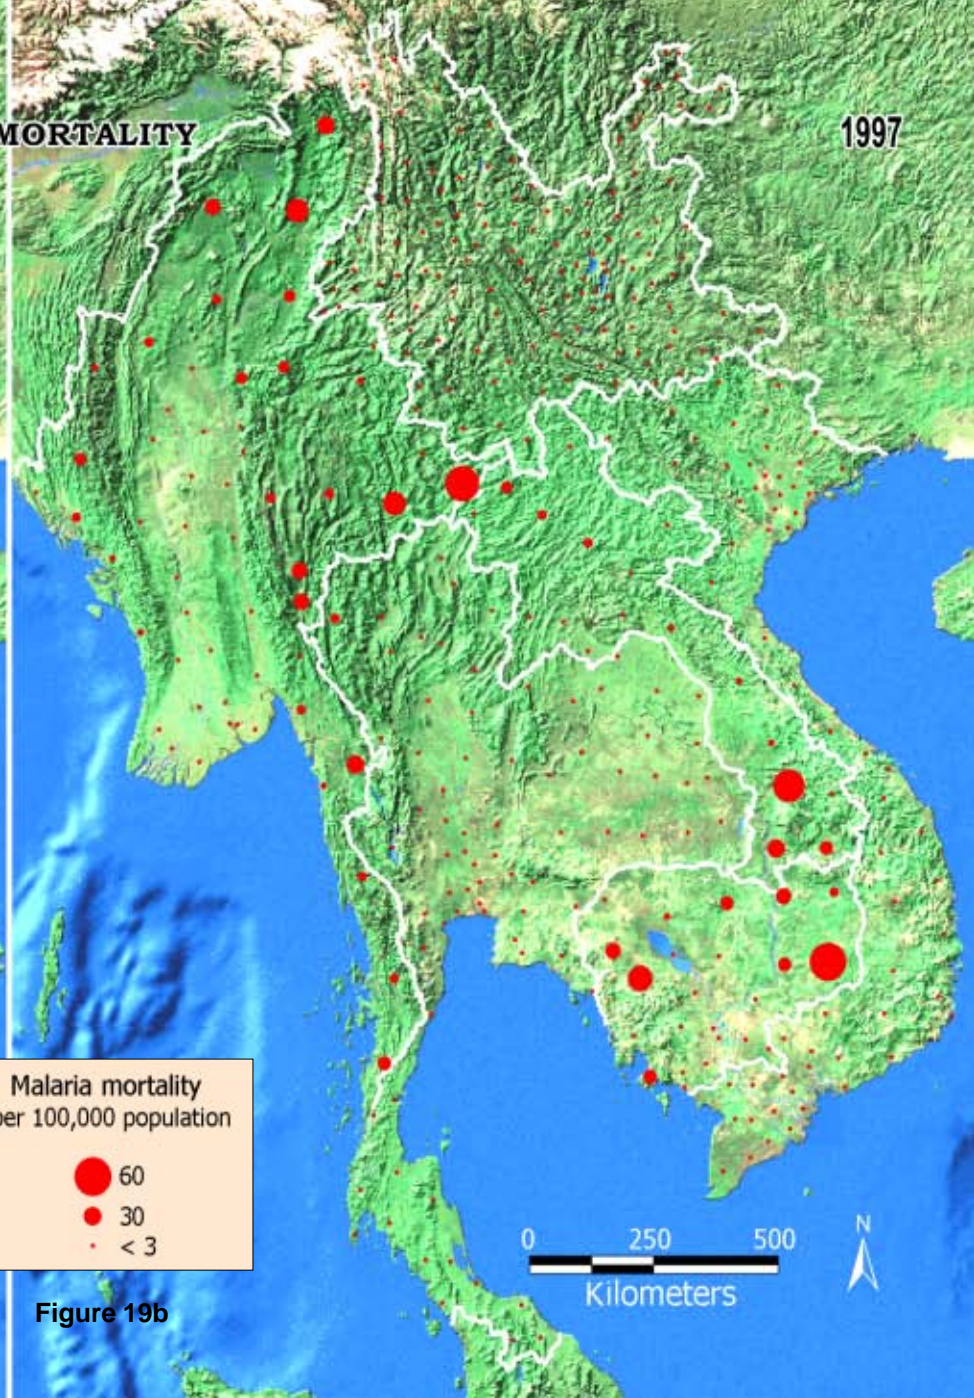 MORTALITY
1997
Malaria mortality
per 100,000 population
60
30
< 3
0 250 500
Kilometers
N
Figure 19b